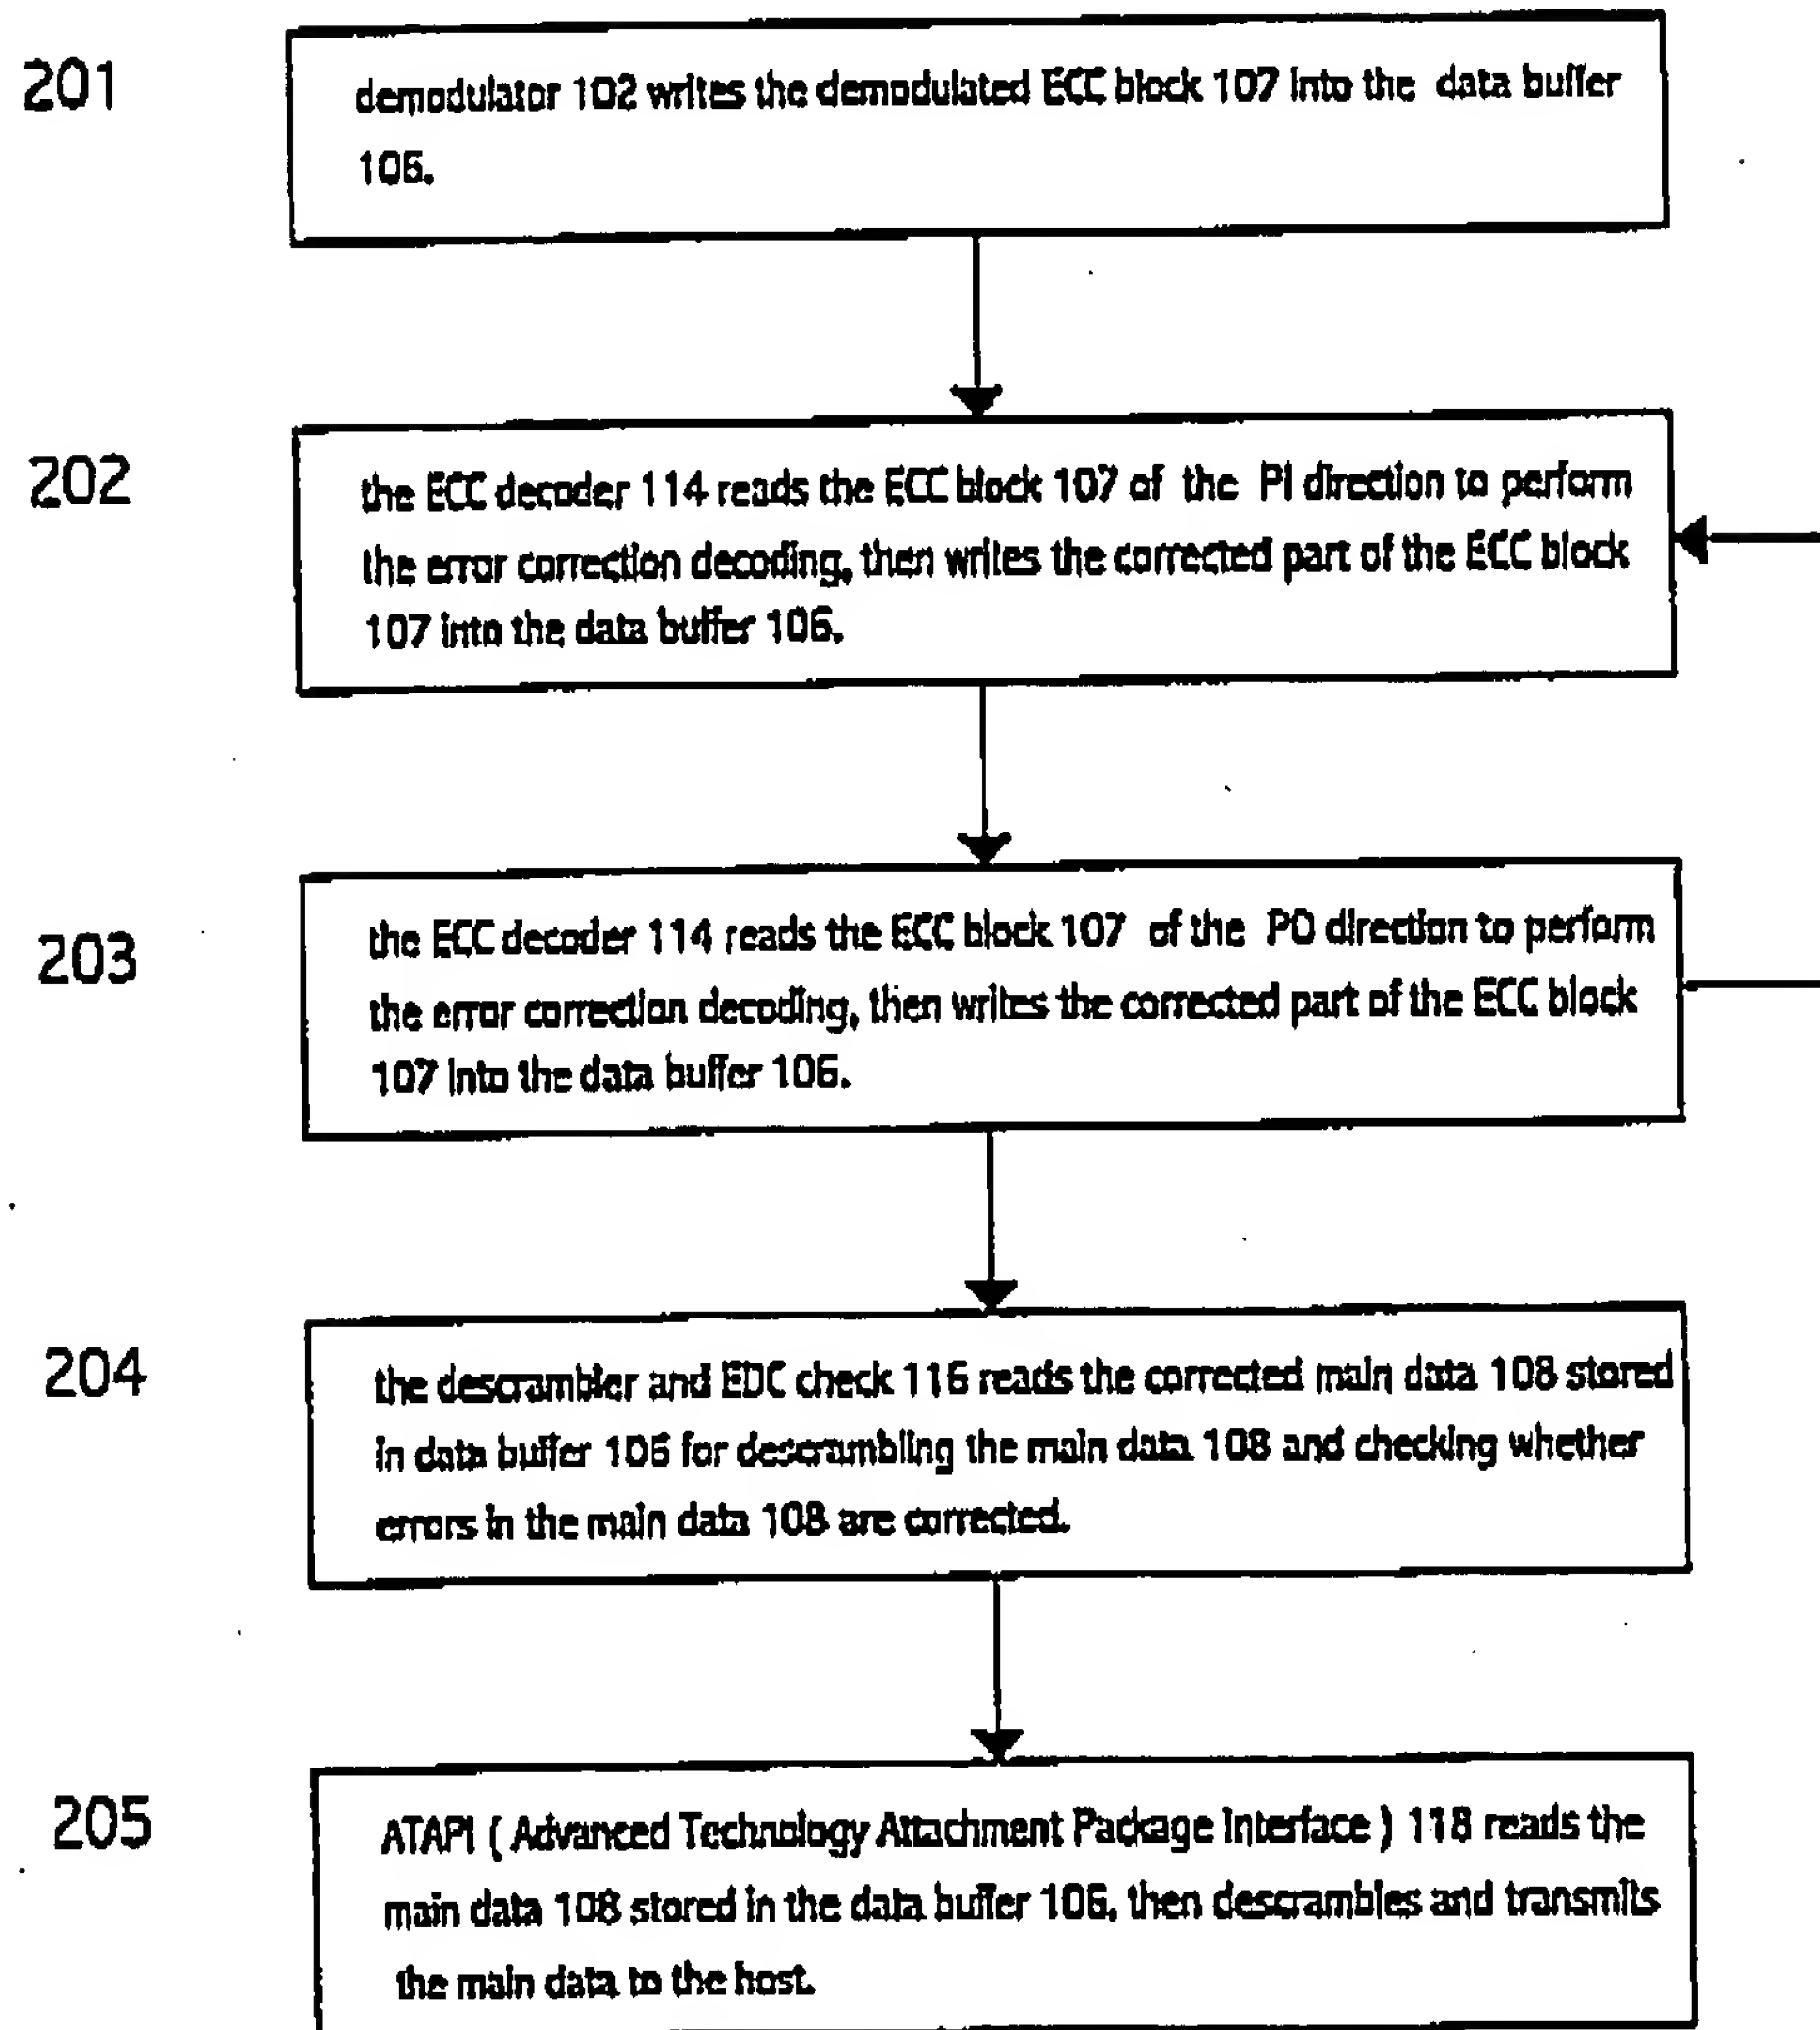 201
demodulator 102 writes the demodulated ECC block 107 into the data buffer
106.
202
the ECC decoder 114 reads the ECC block 107 of the PI direction to perform
the error correction decoding, then writes the corrected part of the ECC block
107 into the data buffer 106.
203
the ECC decoder 114 reads the ECC block 107 of the PO direction to perform
the error correction decoding, then writes the corrected part of the ECC block
107 into the data buffer 106.
204
the descrambler and EDC check 116 reads the corrected main data 108 stored
in data buffer 106 for descrambling the main data 108 and checking whether
errors in the main data 108 are corrected.
205
ATAPI ( Advanced Technology Attachment Package Interface ) 118 reads the
main data 108 stored in the data buffer 106, then descrambles and transmits
the main data to the host.